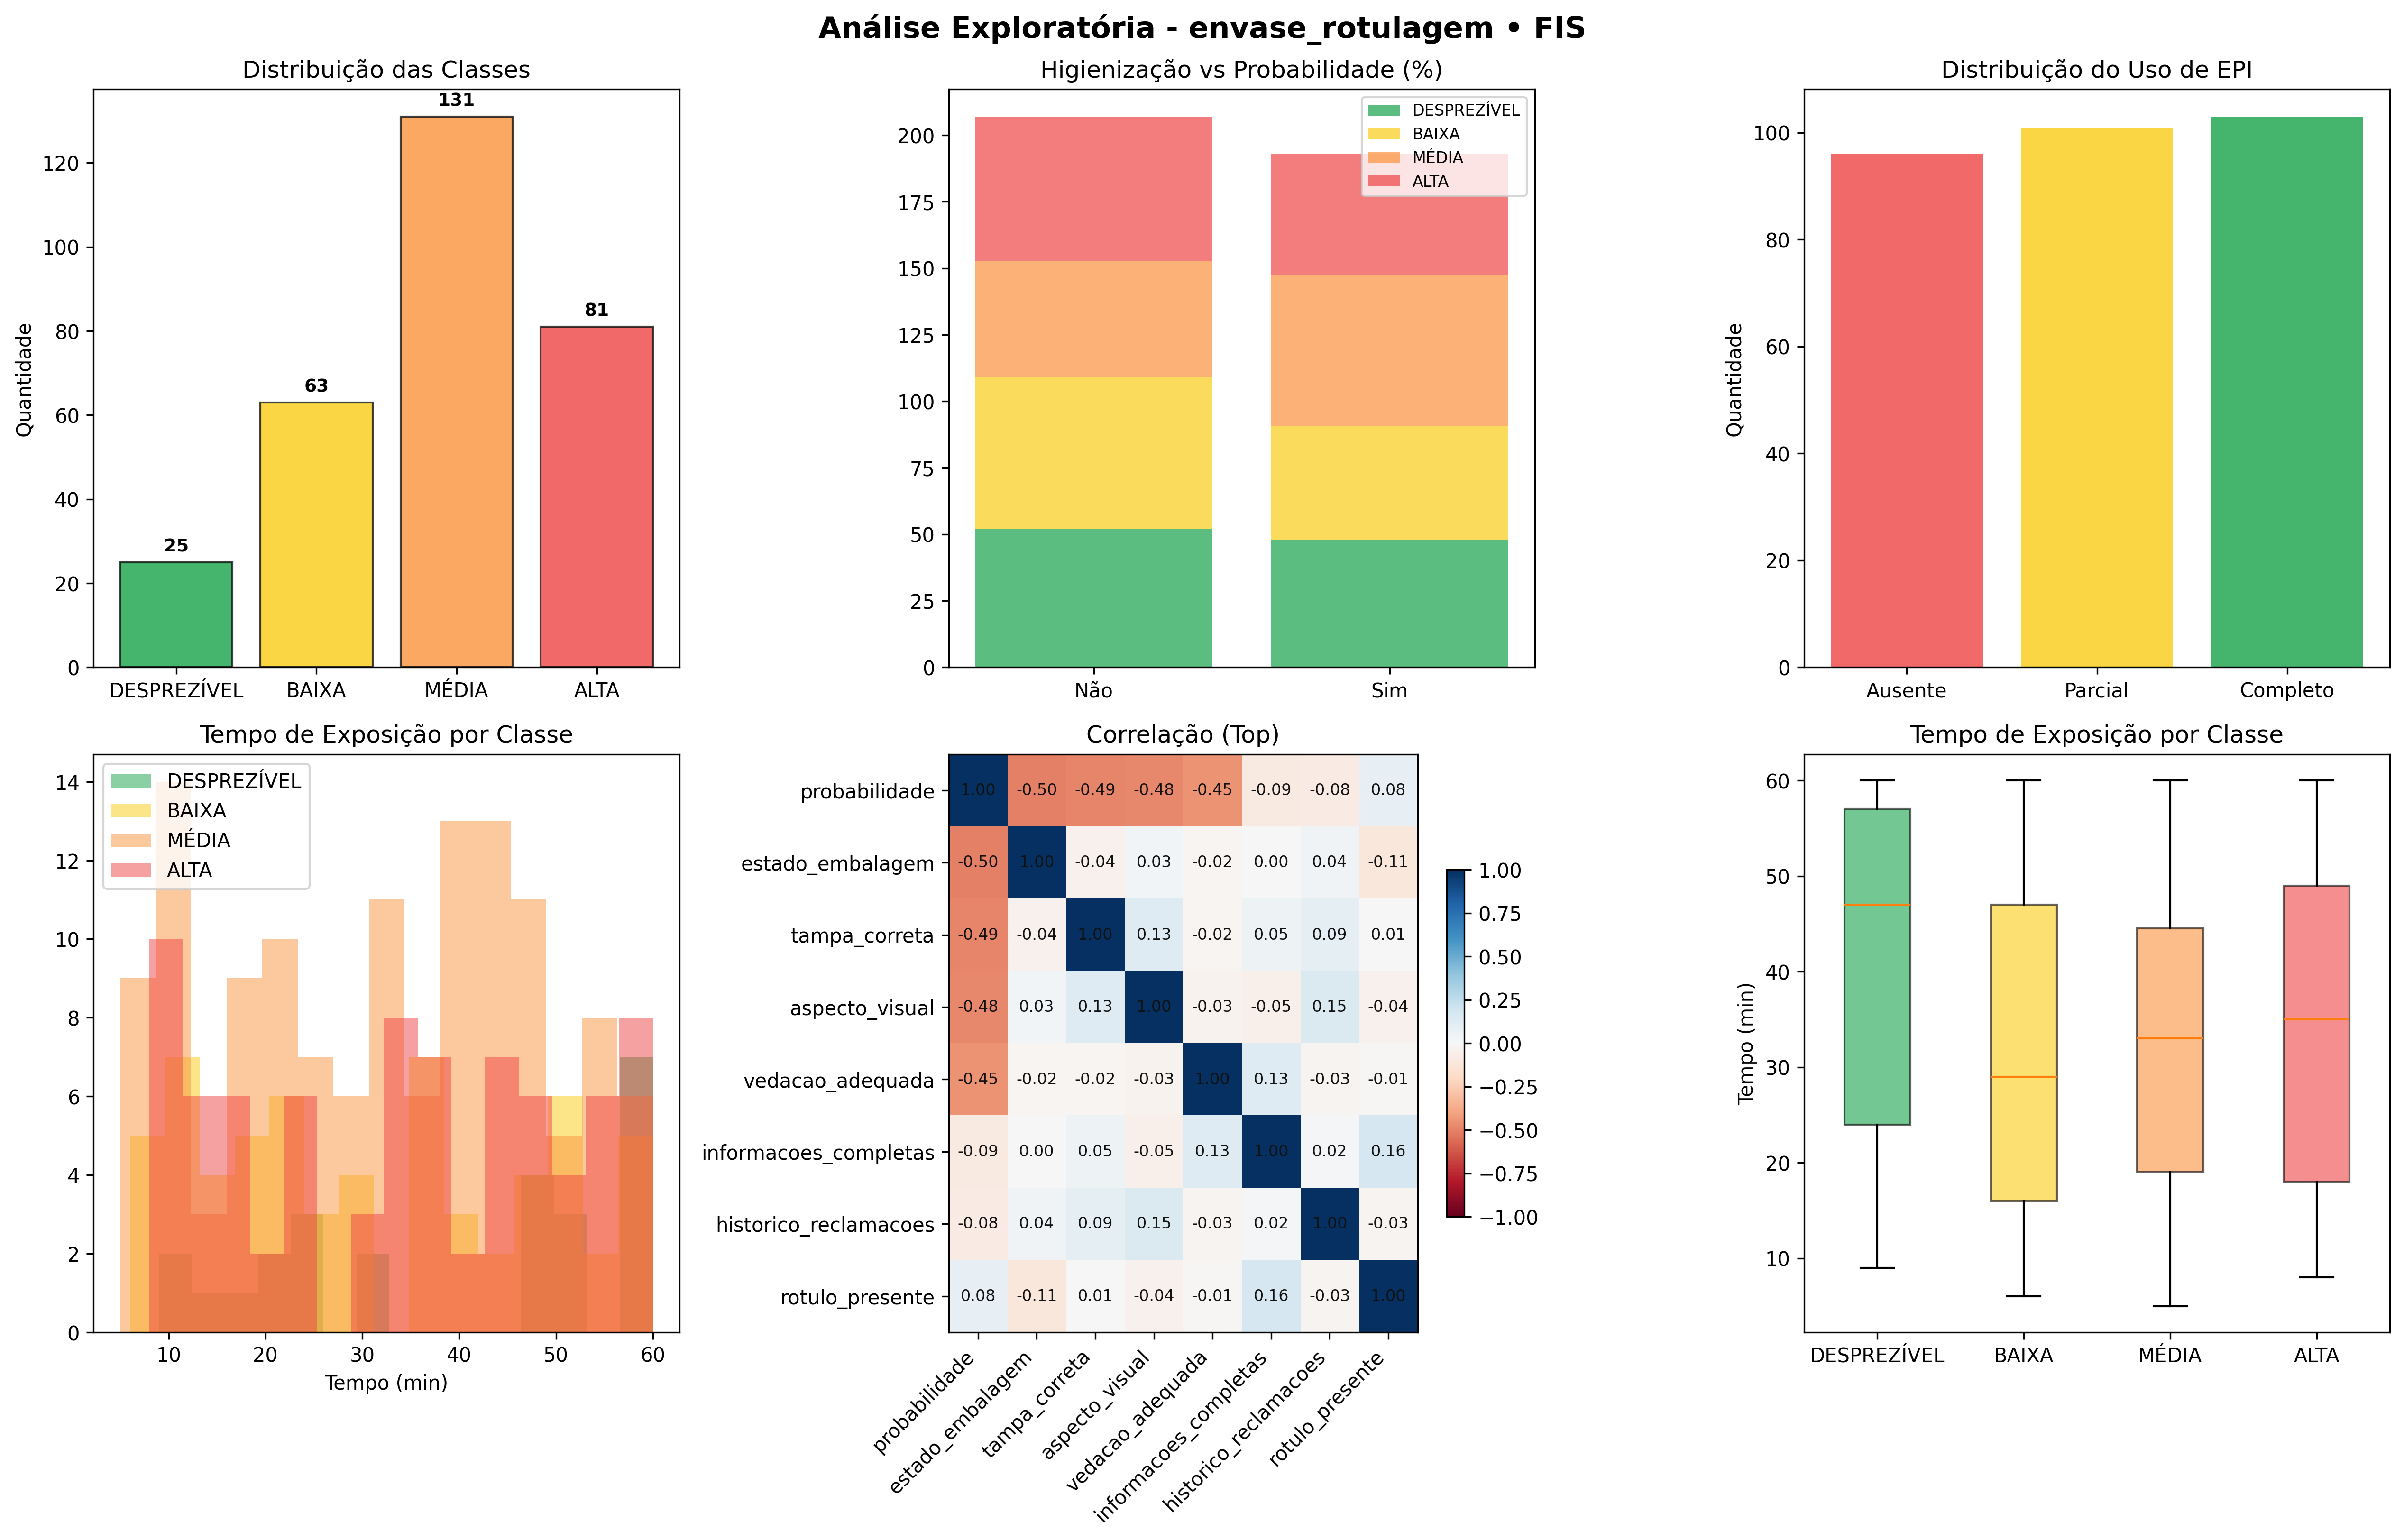 Análise Exploratória - envase_rotulagem • FIS
Distribuição das Classes
Quantidade
120
100
80
60
40
20
0
25
63
131
81
DESPREZÍVEL BAIXA MÉDIA ALTA
Higienização vs Probabilidade (%)
DESPREZÍVEL
BAIXA
MÉDIA
ALTA
200
175
150
125
100
75
50
25
0
Não Sim
Distribuição do Uso de EPI
Quantidade
100
80
60
40
20
0
Ausente Parcial Completo
Tempo de Exposição por Classe
DESPREZÍVEL
BAIXA
MÉDIA
ALTA
14
12
10
8
6
4
2
0
10 20 30 40 50 60
Tempo (min)
Correlação (Top)
probabilidade 1.00 -0.50 -0.49 -0.48 -0.45 -0.09 -0.08 0.08
estado_embalagem -0.50 1.00 -0.04 0.03 -0.02 0.00 0.04 -0.11
tampa_correta -0.49 -0.04 1.00 0.13 -0.02 0.05 0.09 0.01
aspecto_visual -0.48 0.03 0.13 1.00 -0.03 -0.05 0.15 -0.04
vedacao_adequada -0.45 -0.02 -0.02 -0.03 1.00 0.13 -0.03 -0.01
informacoes_completas -0.09 0.00 0.05 -0.05 0.13 1.00 0.02 0.16
historico_reclamacoes -0.08 0.04 0.09 0.15 -0.03 0.02 1.00 -0.03
rotulo_presente 0.08 -0.11 0.01 -0.04 -0.01 0.16 -0.03 1.00
probabilidade
estado_embalagem
tampa_correta
aspecto_visual
vedacao_adequada
informacoes_completas
historico_reclamacoes
rotulo_presente
1.00
0.75
0.50
0.25
0.00
−0.25
−0.50
−0.75
−1.00
Tempo de Exposição por Classe
Tempo (min)
60
50
40
30
20
10
DESPREZÍVEL BAIXA MÉDIA ALTA